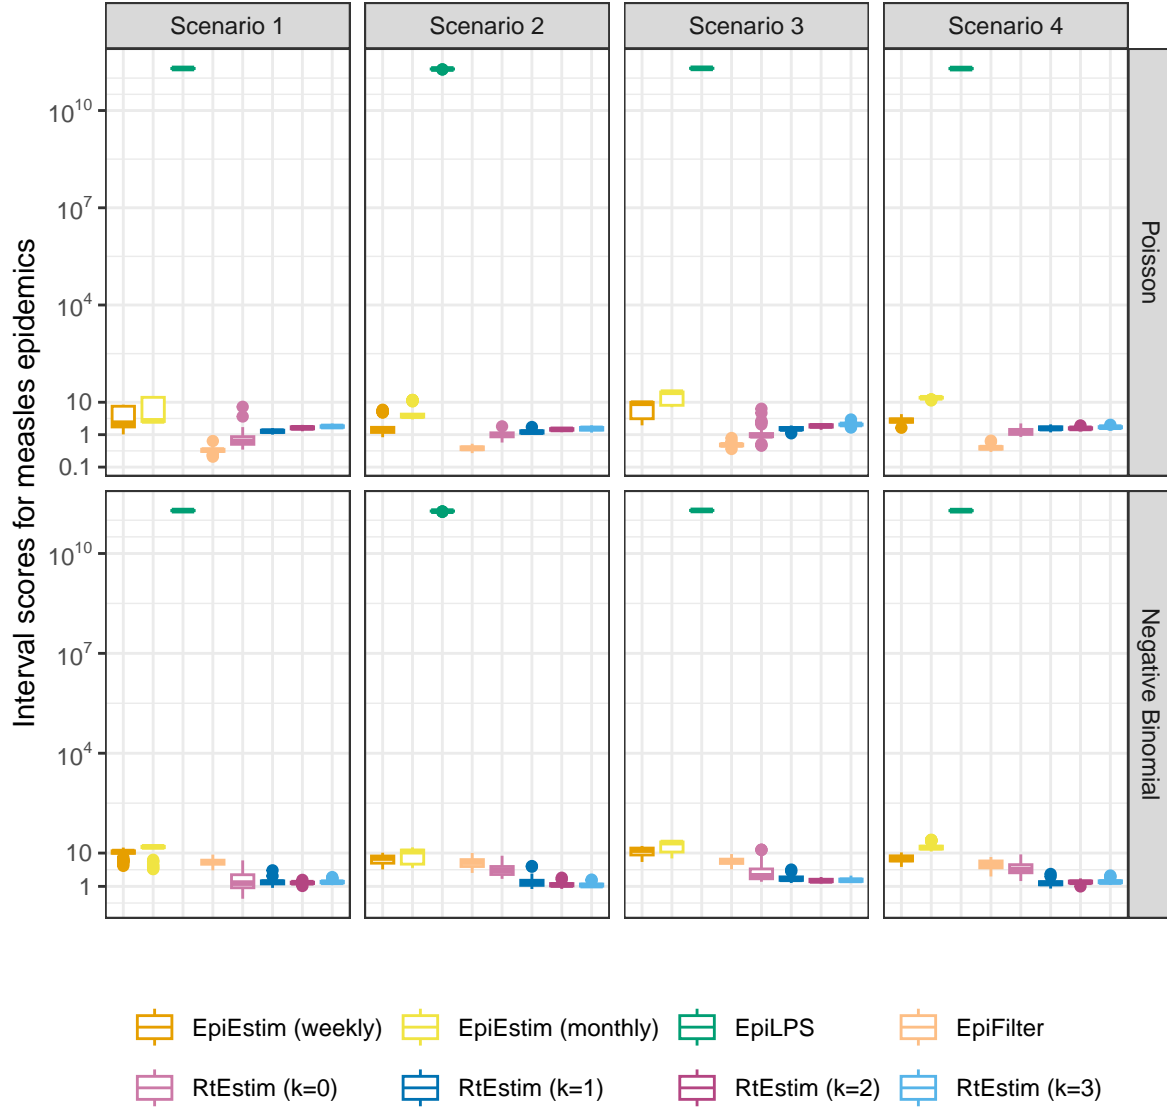 Scenario 1 Scenario 2 Scenario 3 Scenario 4
Interval scores for measles epidemics
10^10
10^7
10^4
10
1
0.1
Poisson
10^10
10^7
10^4
10
1
Negative Binomial
EpiEstim (weekly) EpiEstim (monthly) EpiLPS EpiFilter
RtEstim (k=0) RtEstim (k=1) RtEstim (k=2) RtEstim (k=3)